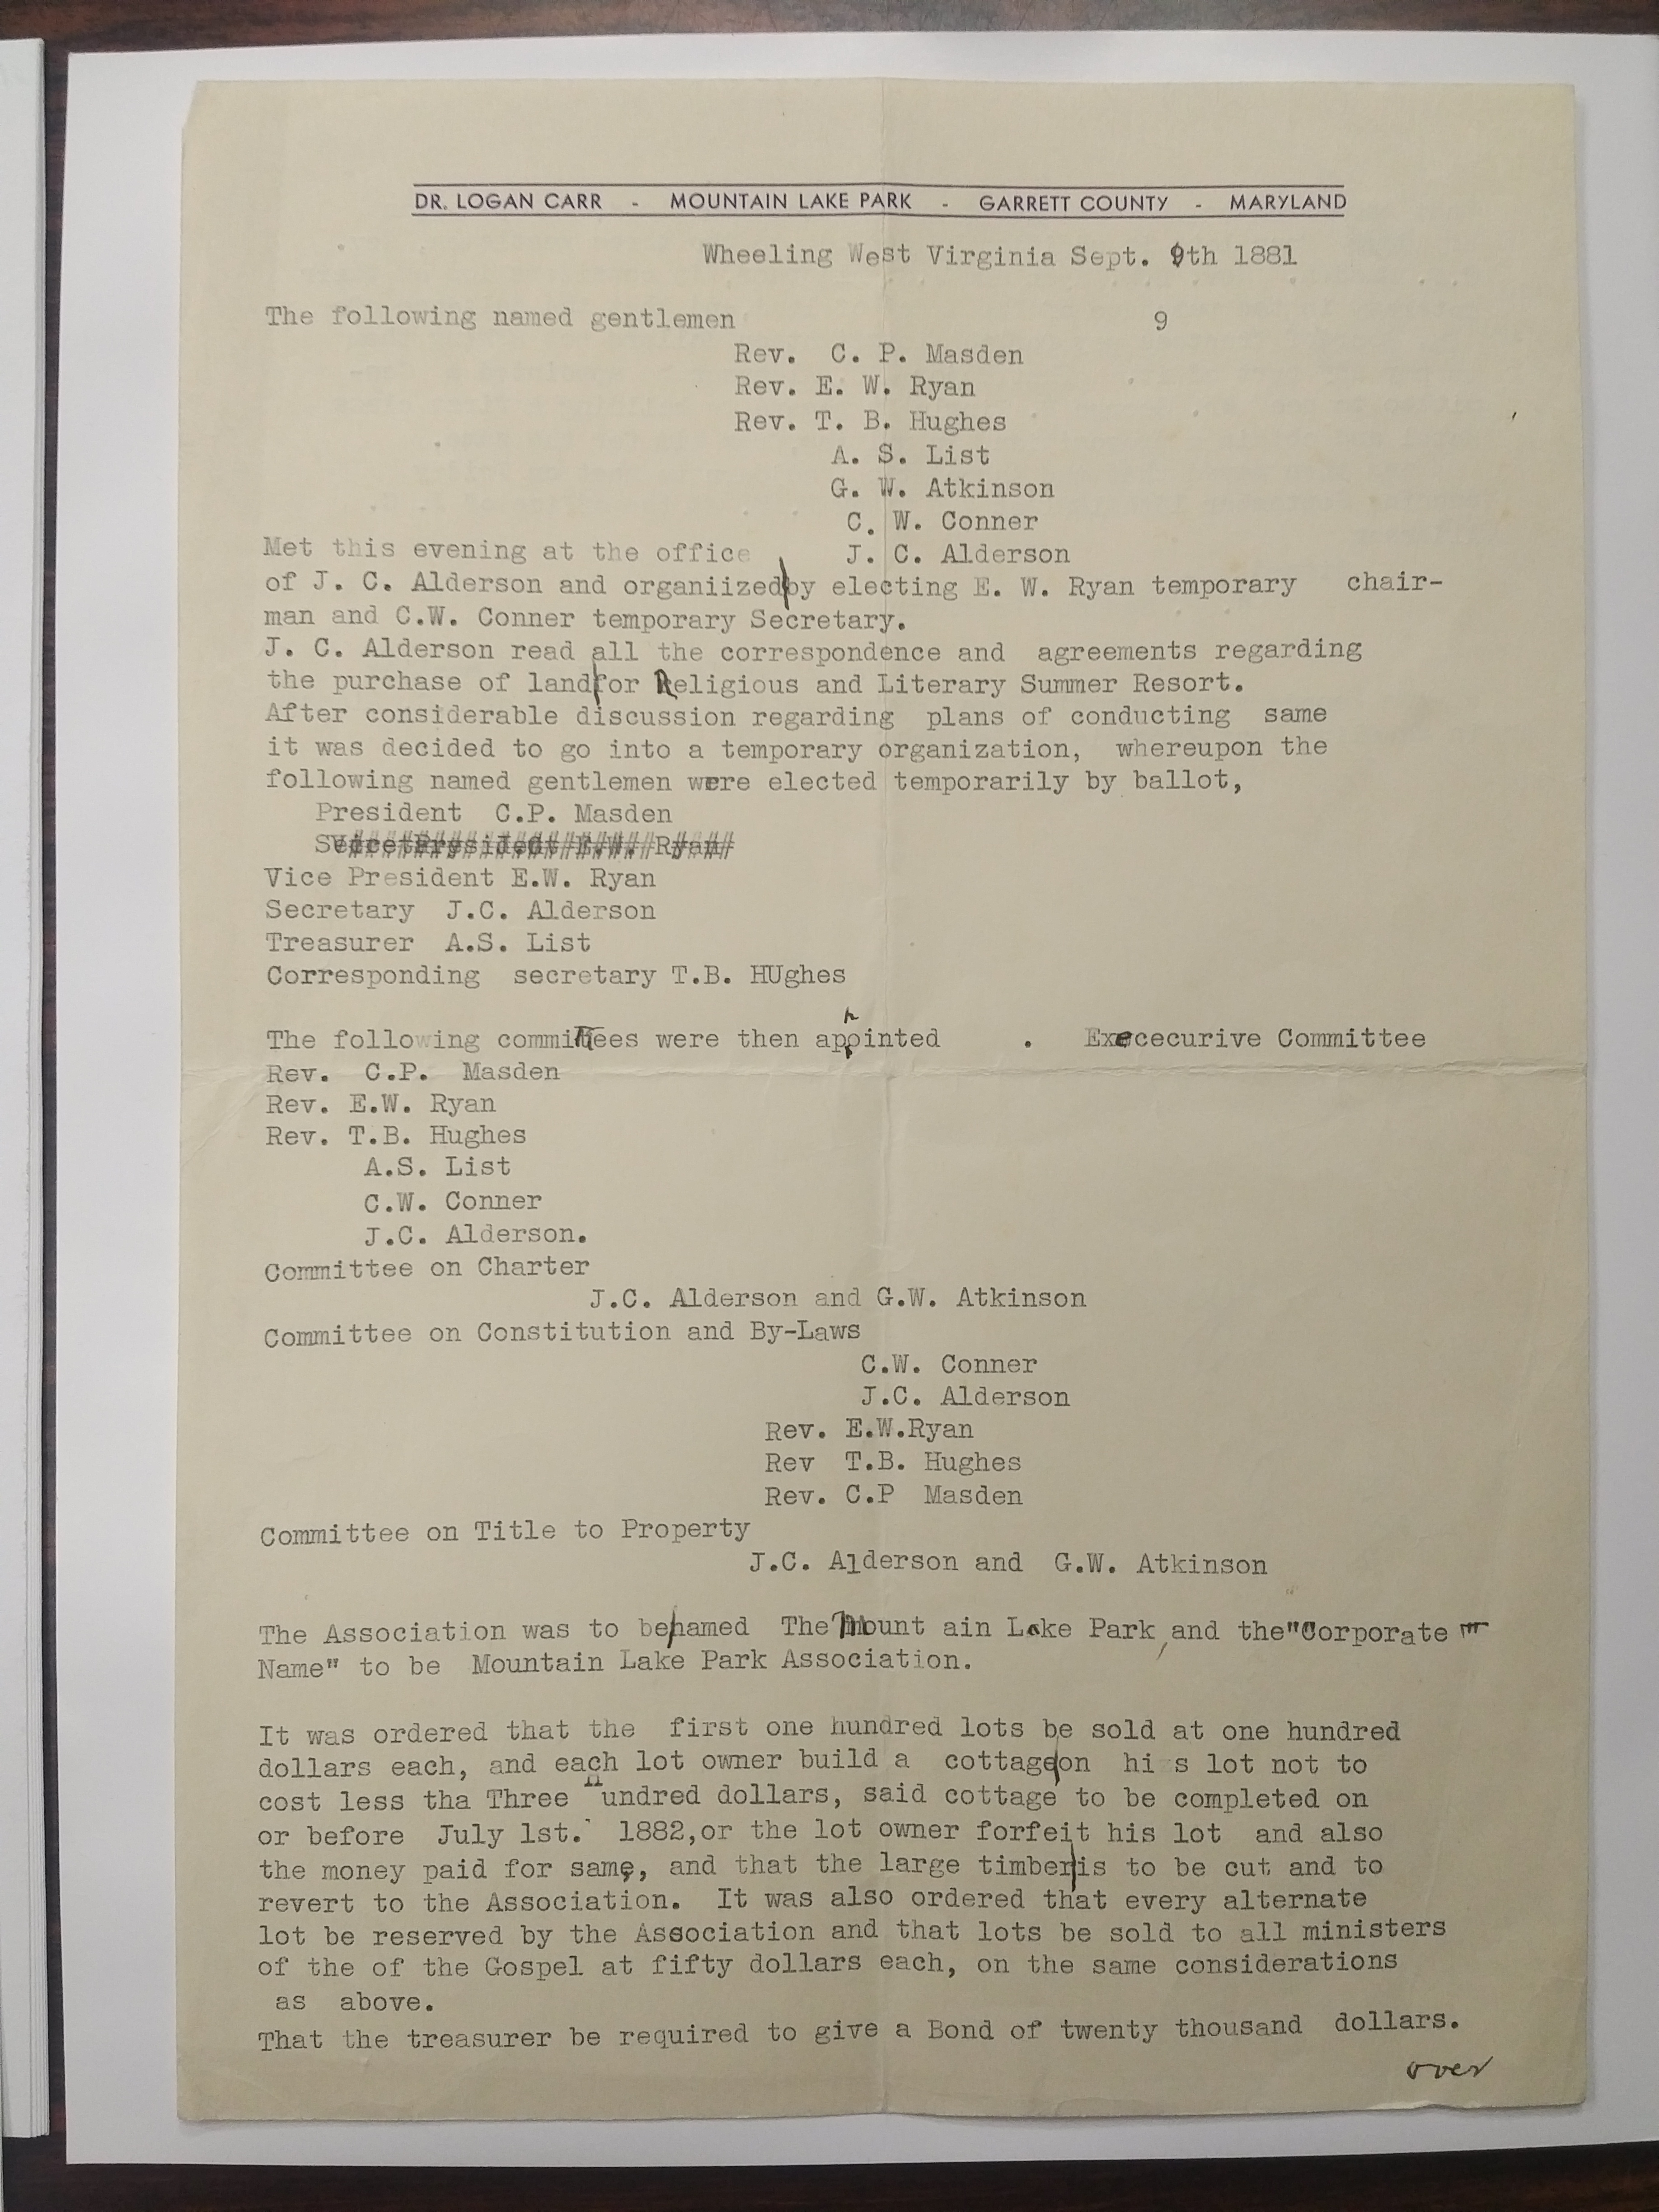 DR. LOGAN CARR - MOUNTAIN LAKE PARK - GARRETT COUNTY - MARYLAND
Wheeling West Virginia Sept. 9th 1881
9
The following named gentlemen
Rev. C. P. Masden
Rev. E. W. Ryan
Rev. T. B. Hughes
A. S. List
G. W. Atkinson
C. W. Conner
J. C. Alderson
Met this evening at the office
of J. C. Alderson and organiized by electing E. W. Ryan temporary chair-
man and C.W. Conner temporary Secretary.
J. C. Alderson read all the correspondence and agreements regarding
the purchase of land for Religious and Literary Summer Resort.
After considerable discussion regarding plans of conducting same
it was decided to go into a temporary organization, whereupon the
following named gentlemen were elected temporarily by ballot,
President C.P. Masden
Vice President E.W. Ryan
Secretary J.C. Alderson
Treasurer A.S. List
Corresponding secretary T.B. HUghes
The following committees were then appointed . Execcecurive Committee
Rev. C.P. Masden
Rev. E.W. Ryan
Rev. T.B. Hughes
A.S. List
C.W. Conner
J.C. Alderson.
Committee on Charter
J.C. Alderson and G.W. Atkinson
Committee on Constitution and By-Laws
C.W. Conner
J.C. Alderson
Rev. E.W.Ryan
Rev T.B. Hughes
Rev. C.P Masden
Committee on Title to Property
J.C. Alderson and G.W. Atkinson
The Association was to be named The Mount ain Lake Park, and the "Corporate
Name" to be Mountain Lake Park Association.
It was ordered that the first one hundred lots be sold at one hundred
dollars each, and each lot owner build a cottage on hi s lot not to
cost less tha Three hundred dollars, said cottage to be completed on
or before July 1st. 1882,or the lot owner forfeit his lot and also
the money paid for same, and that the large timber is to be cut and to
revert to the Association. It was also ordered that every alternate
lot be reserved by the Association and that lots be sold to all ministers
of the of the Gospel at fifty dollars each, on the same considerations
as above.
That the treasurer be required to give a Bond of twenty thousand dollars.
over